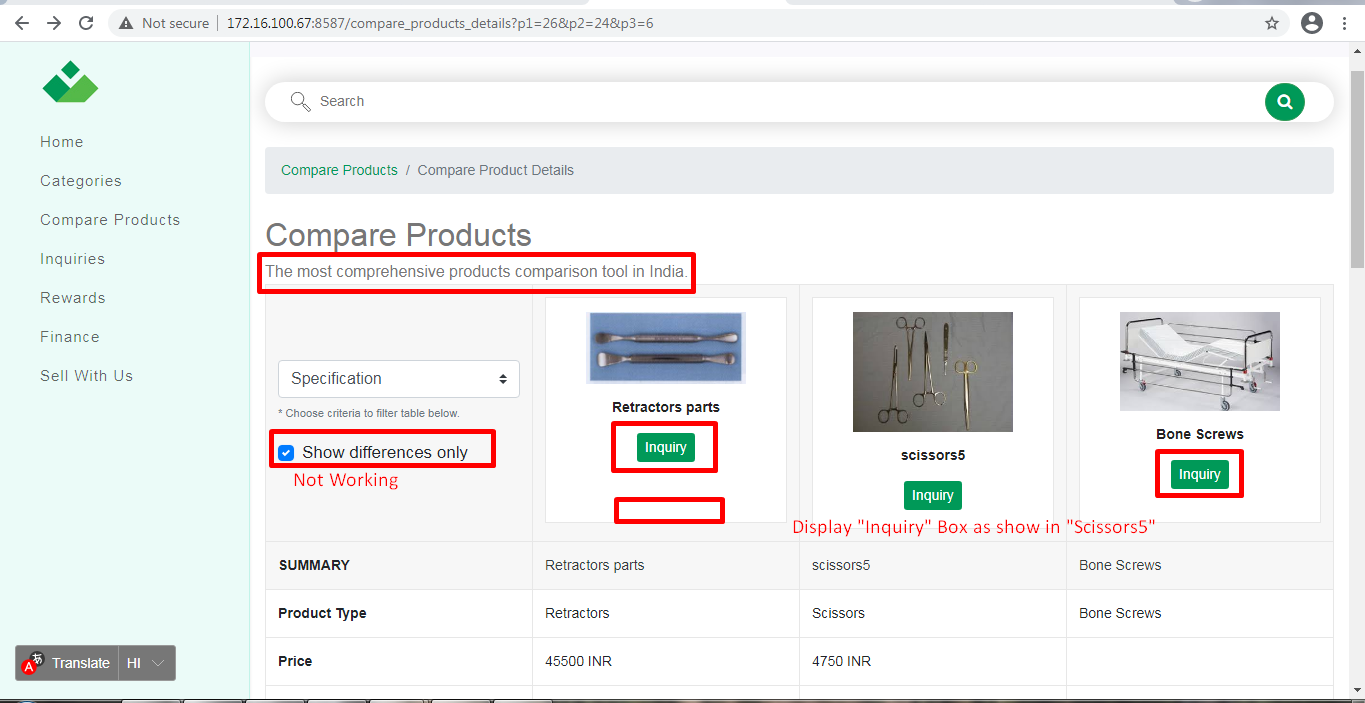 Not secure
172.16.100.67:8587/compare_products_details?p1=26&p2=24&p3=6
Search
Home
Categories
Compare Products
Inquiries
Rewards
Finance
Sell With Us
Compare Products / Compare Product Details
Compare Products
The most comprehensive products comparison tool in India.
Specification
* Choose criteria to filter table below.
Show differences only
Not Working
Retractors parts
Inquiry
scissors5
Inquiry
Bone Screws
Inquiry
Display "Inquiry" Box as show in "Scissors5"
SUMMARY Retractors parts scissors5 Bone Screws
Product Type Retractors Scissors Bone Screws
Price 45500 INR 4750 INR
A あ Translate HI